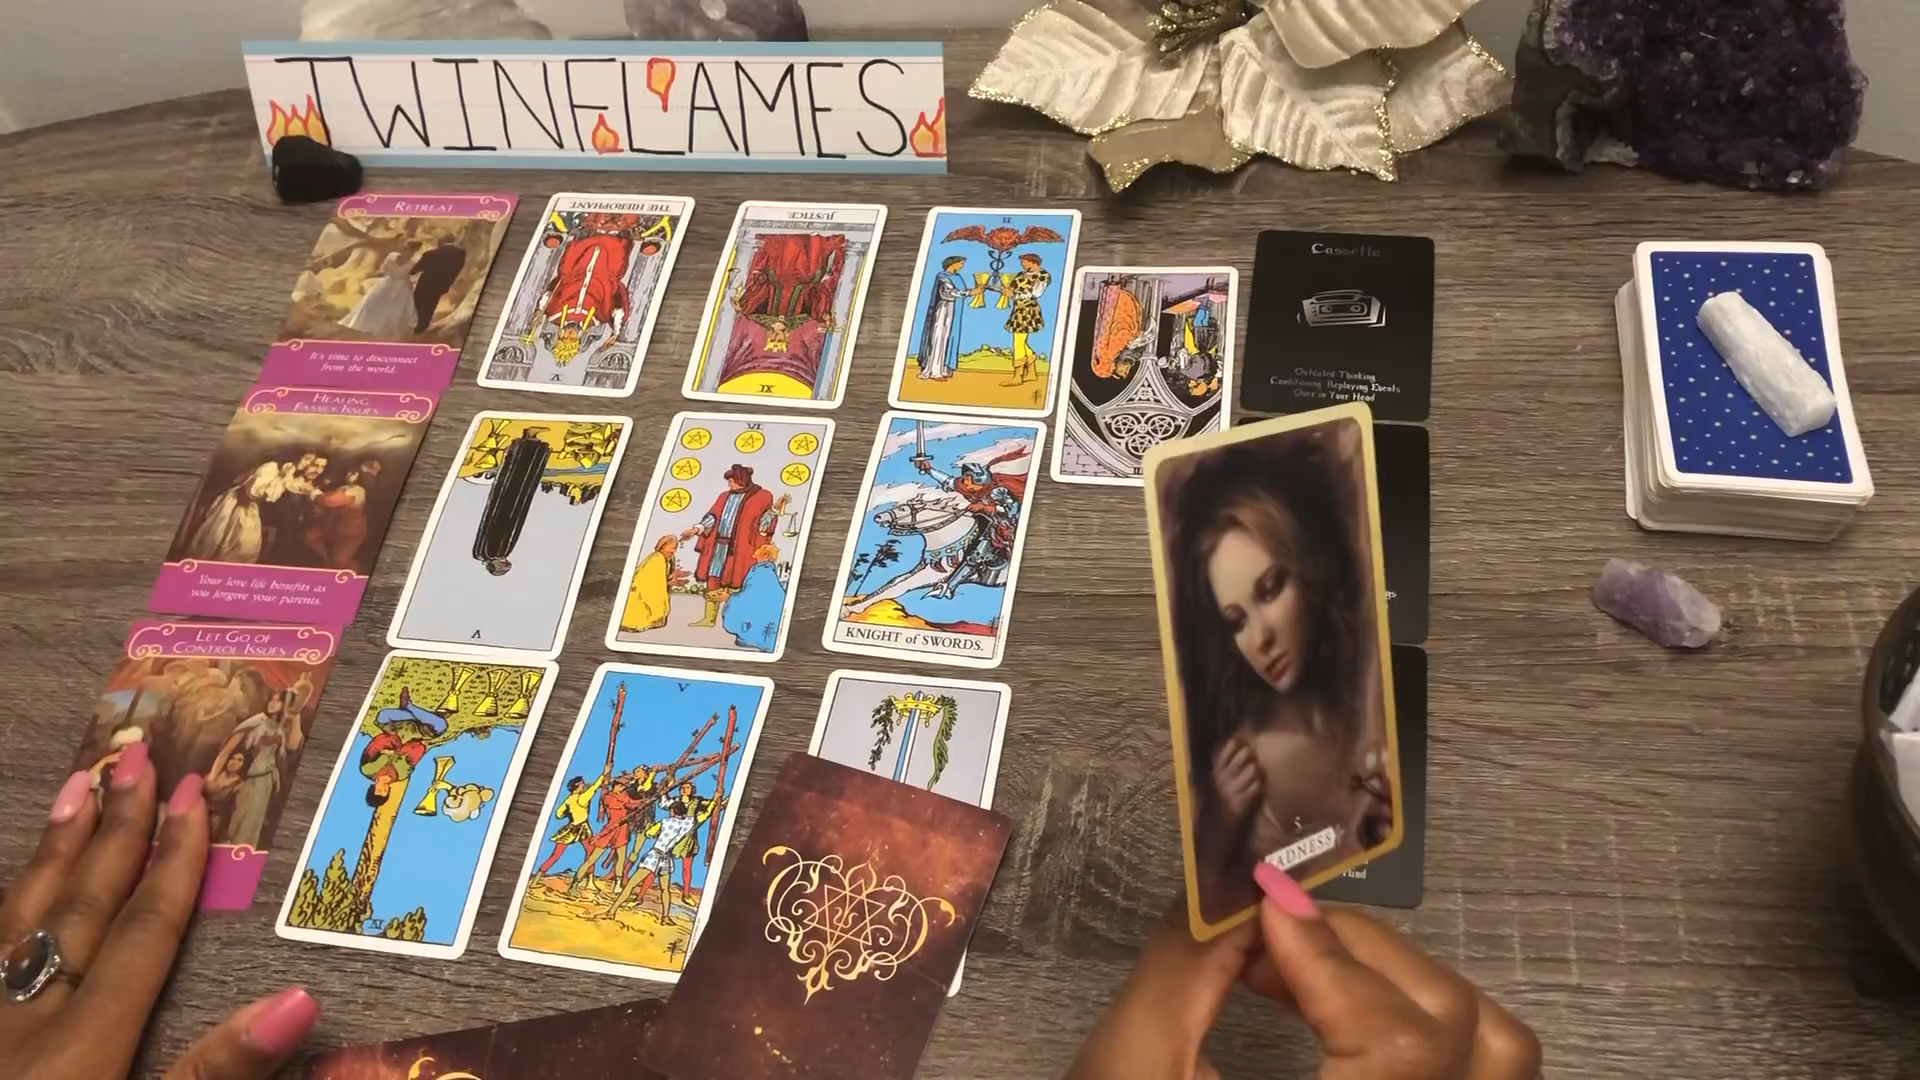 TWINFLAMES
RETREAT
It's time to disconnect
from the world.
THE HIEROPHANT.
V
JUSTICE.
XI
II
Cassette
Outdated Thinking
Conditioning Replaying Events
Over in Your Head
HEALING
FAMILY ISSUES
Your love life benefits as
you forgive your parents.
V
VI
KNIGHT of SWORDS.
gs
LET GO OF
CONTROL ISSUES
V
S
SADNESS